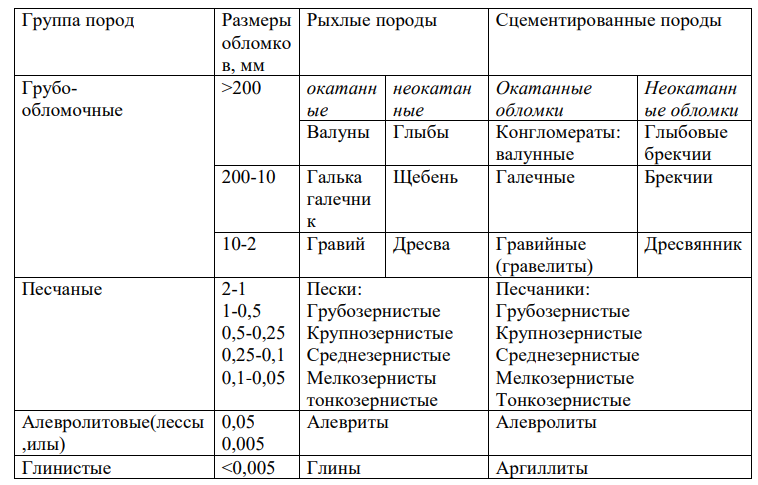 Группа пород Размеры обломко в, мм Рыхлые породы Сцементированные породы
Грубо-
обломочные
>200
окатанн
ые
неокатан
ные
Окатанные
обломки
Неокатанн
ые обломки
Валуны
Глыбы
Конгломераты:
валунные
Глыбовые
брекчии
200-10
Галька
галечни
к
Щебень
Галечные
Брекчии
10-2
Гравий
Дресва
Гравийные
(гравелиты)
Дресвянник
Песчаные
2-1
1-0,5
0,5-0,25
0,25-0,1
0,1-0,05
Пески:
Грубозернистые
Крупнозернистые
Среднезернистые
Мелкозернисты
тонкозернистые
Песчаники:
Грубозернистые
Крупнозернистые
Среднезернистые
Мелкозернистые
Тонкозернистые
Алевролитовые(лессы
,илы)
0,05
0,005
Алевриты
Алевролиты
Глинистые
<0,005
Глины
Аргиллиты